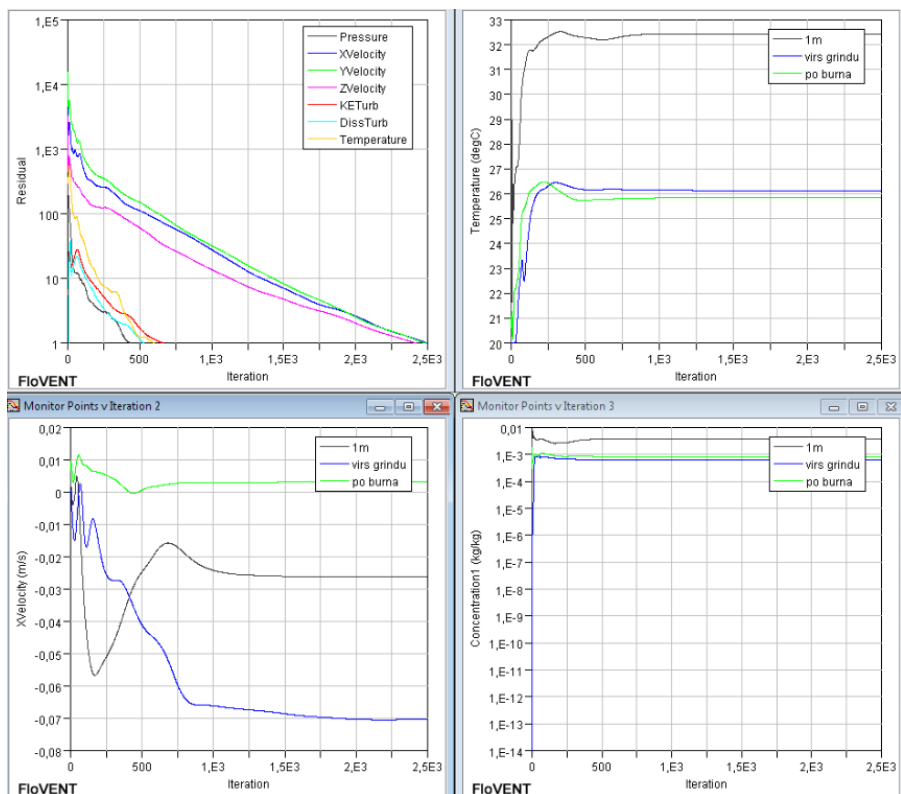 1,E5
1,E4
1,E3
100
10
1
Residual
Pressure
XVelocity
YVelocity
ZVelocity
KETurb
DissTurb
Temperature
0
500
1,E3
1,5E3
2,E3
2,5E3
Iteration
FloVENT
33
32
31
30
29
28
27
26
25
24
23
22
21
20
Temperature (degC)
1m
virs grindu
po burna
0
500
1,E3
1,5E3
2,E3
2,5E3
Iteration
FloVENT
Monitor Points v Iteration 2
0,02
0,01
0
-0,01
-0,02
-0,03
-0,04
-0,05
-0,06
-0,07
-0,08
XVelocity (m/s)
1m
virs grindu
po burna
0
500
1,E3
1,5E3
2,E3
2,5E3
Iteration
FloVENT
Monitor Points v Iteration 3
0,01
1,E-3
1,E-4
1,E-5
1,E-6
1,E-7
1,E-8
1,E-9
1,E-10
1,E-11
1,E-12
1,E-13
1,E-14
Concentration1 (kg/kg)
1m
virs grindu
po burna
0
500
1,E3
1,5E3
2,E3
2,5E3
Iteration
FloVENT